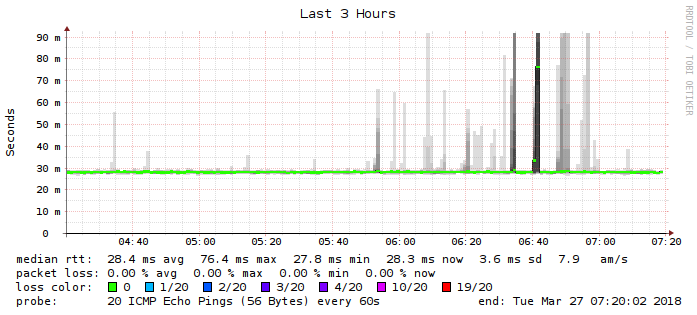 Last 3 Hours
RRDTOOL / TOBI OETIKER
Seconds
90 m
80 m
70 m
60 m
50 m
40 m
30 m
20 m
10 m
0
04:40 05:00 05:20 05:40 06:00 06:20 06:40 07:00 07:20
median rtt: 28.4 ms avg 76.4 ms max 27.8 ms min 28.3 ms now 3.6 ms sd 7.9 am/s
packet loss: 0.00 % avg 0.00 % max 0.00 % min 0.00 % now
loss color: 0 1/20 2/20 3/20 4/20 10/20 19/20
probe: 20 ICMP Echo Pings (56 Bytes) every 60s end: Tue Mar 27 07:20:02 2018